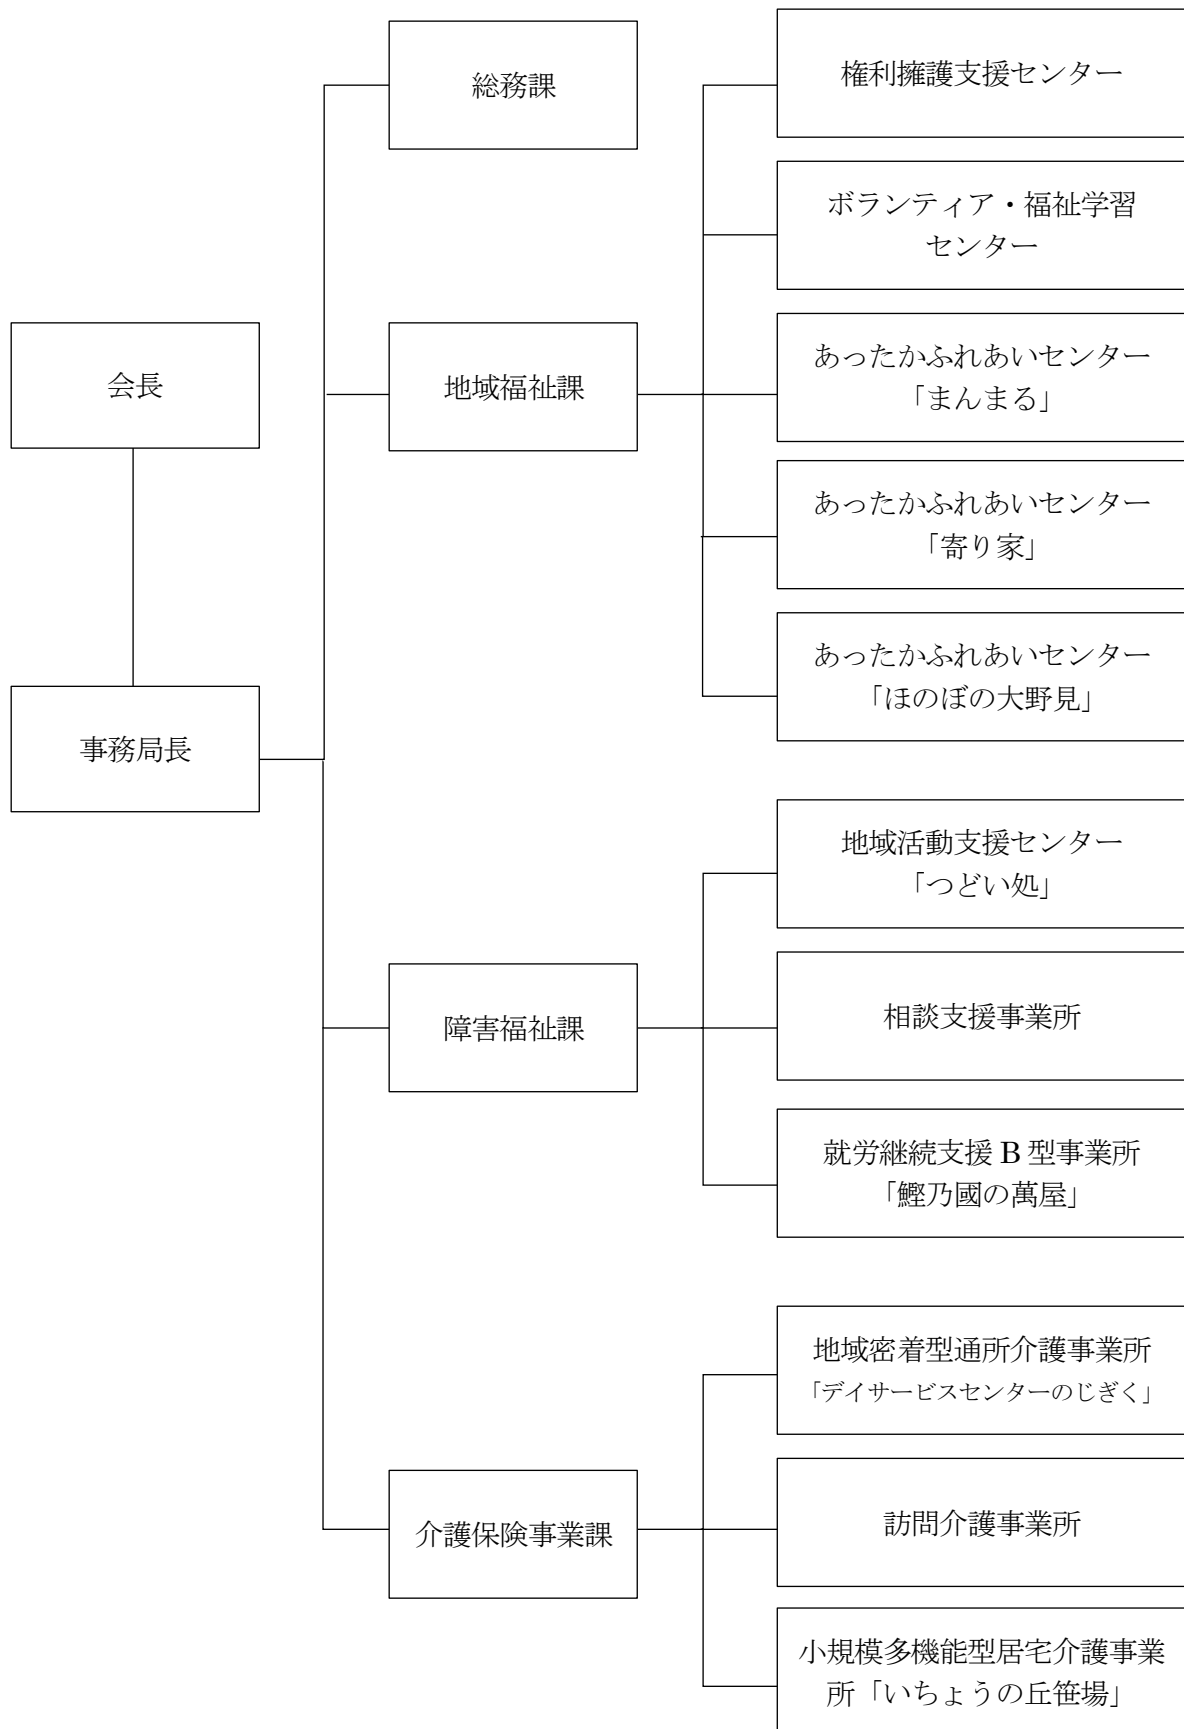 会長
事務局長
総務課
地域福祉課
権利擁護支援センター
ボランティア・福祉学習
センター
あったかふれあいセンター
「まんまる」
あったかふれあいセンター
「寄り家」
あったかふれあいセンター
「ほのぼの大野見」
障害福祉課
地域活動支援センター
「つどい処」
相談支援事業所
就労継続支援 B 型事業所
「鰹乃國の萬屋」
介護保険事業課
地域密着型通所介護事業所
「デイサービスセンターのじぎく」
訪問介護事業所
小規模多機能型居宅介護事業
所「いちょうの丘笹場」